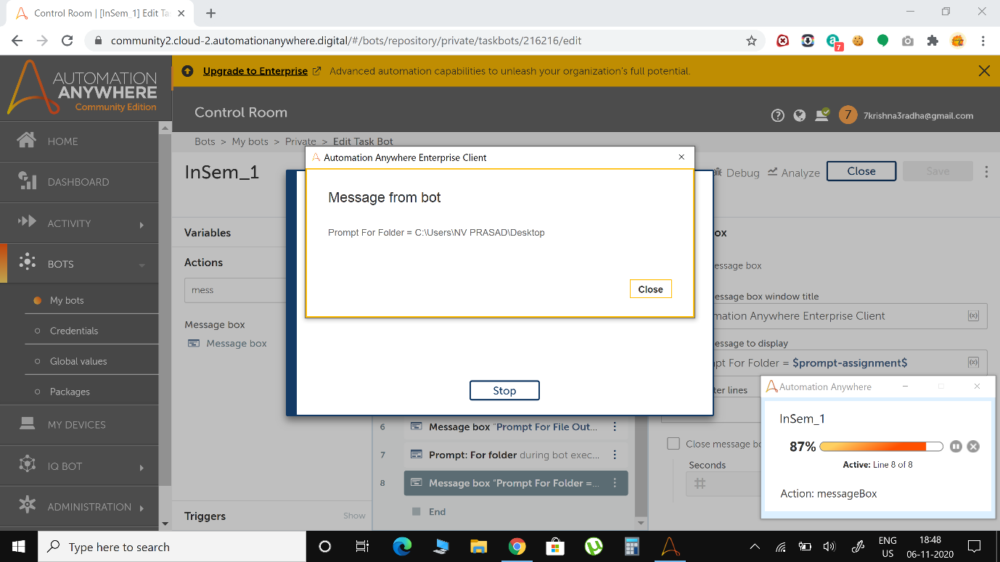 Control Room | [InSem_1] Edit Ta
community2.cloud-2.automationanywhere.digital/#/bots/repository/private/taskbots/216216/edit
7
AUTOMATION
ANYWHERE
Community Edition
Upgrade to Enterprise Advanced automation capabilities to unleash your organization's full potential.
Control Room
7 7krishna3radha@gmail.com
HOME
DASHBOARD
ACTIVITY
BOTS
My bots
Credentials
Global values
Packages
MY DEVICES
IQ BOT
ADMINISTRATION
Bots > My bots > Private > Edit Task Bot
InSem_1
Debug Analyze Close Save
Variables
Actions
mess
Message box
Message box
Triggers Show
Automation Anywhere Enterprise Client
Message from bot
Prompt For Folder = C:\Users\NV PRASAD\Desktop
Close
Stop
6 Message box "Prompt For File Out...
7 Prompt: For folder during bot exec...
8 Message box "Prompt For Folder =...
End
ox
essage box
essage box window title
mation Anywhere Enterprise Client (x)
essage to display
pt For Folder = $prompt-assignment$ (x)
ter lines
Close message bo
Seconds
#
Automation Anywhere
InSem_1
87%
Active: Line 8 of 8
Action: messageBox
Type here to search
ENG
US
18:48
06-11-2020